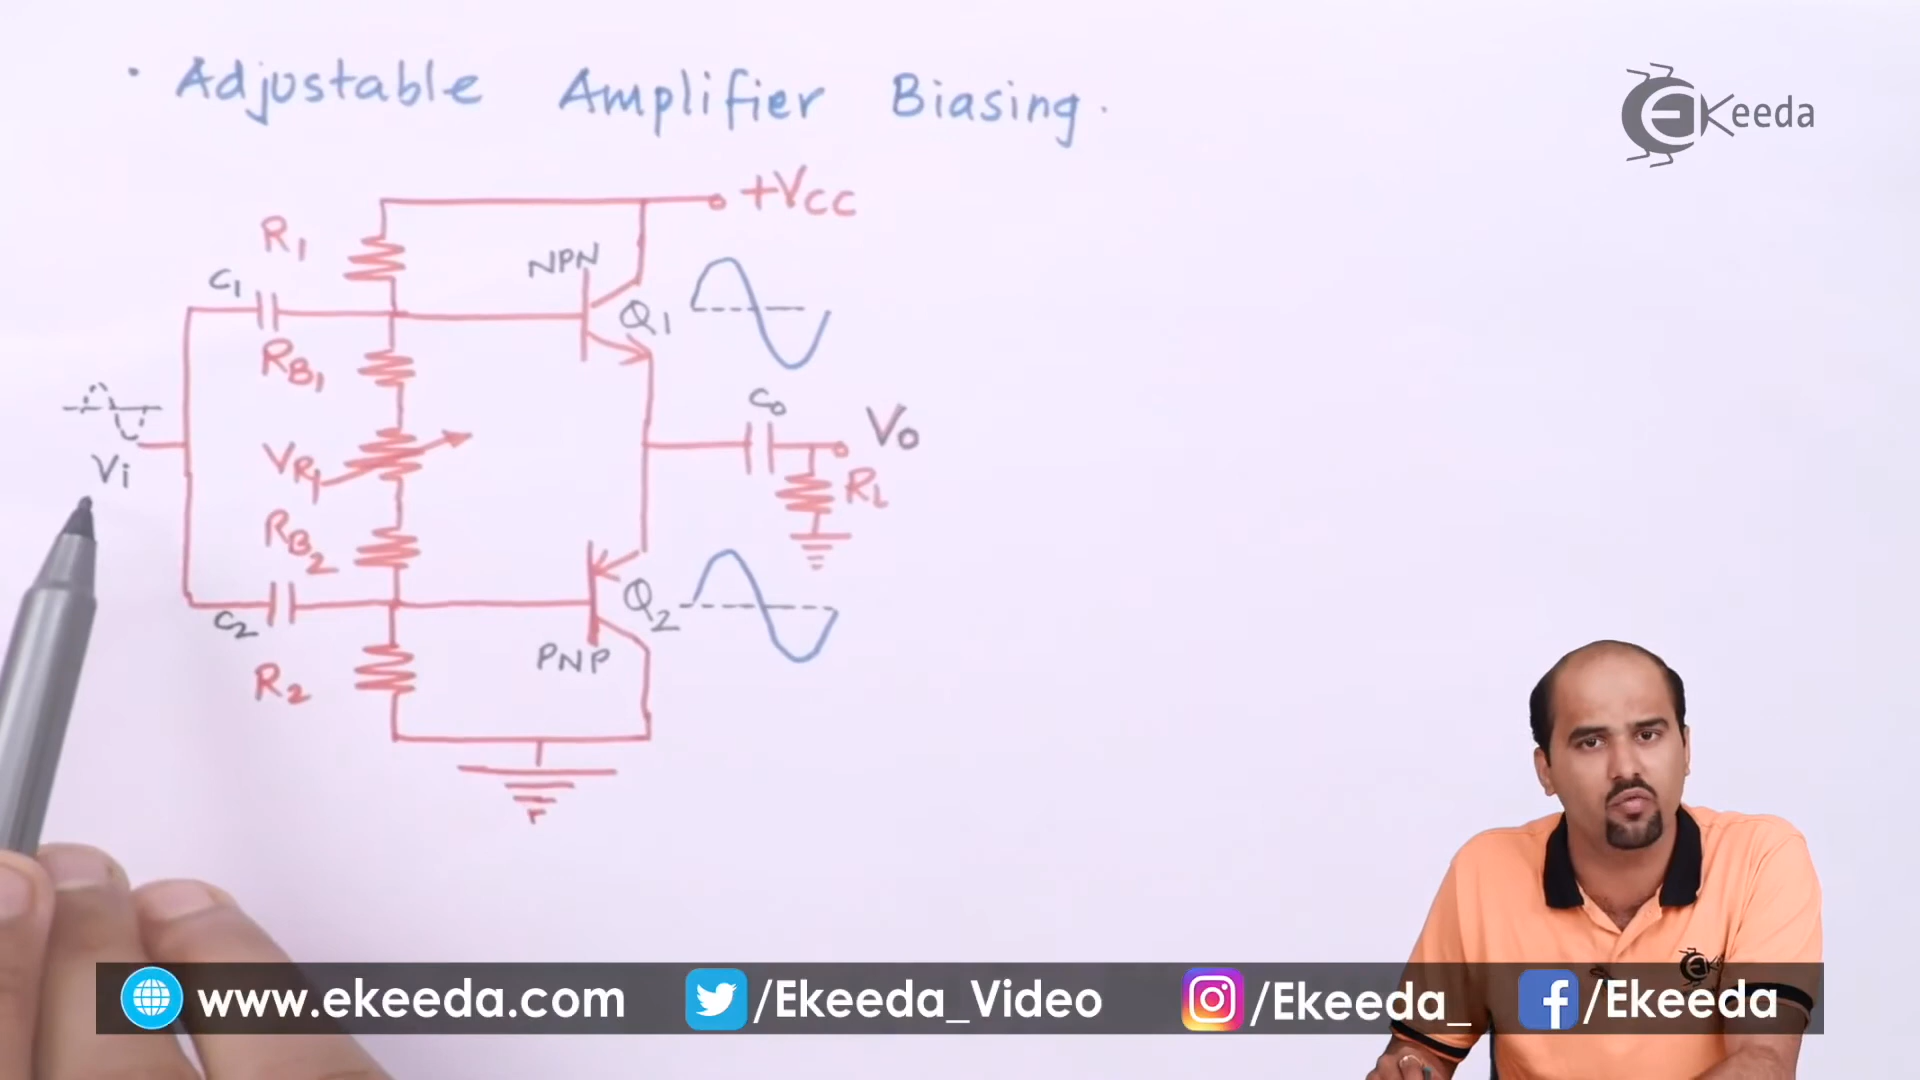 · Adjustable Amplifier Biasing.
EKeeda
+VCC
R1
NPN
C1
Q1
RB1
C0
Vo
VR1
Vi
RL
RB2
Q2
C2
PNP
R2
www.ekeeda.com
/Ekeeda_Video
/Ekeeda_
/Ekeeda